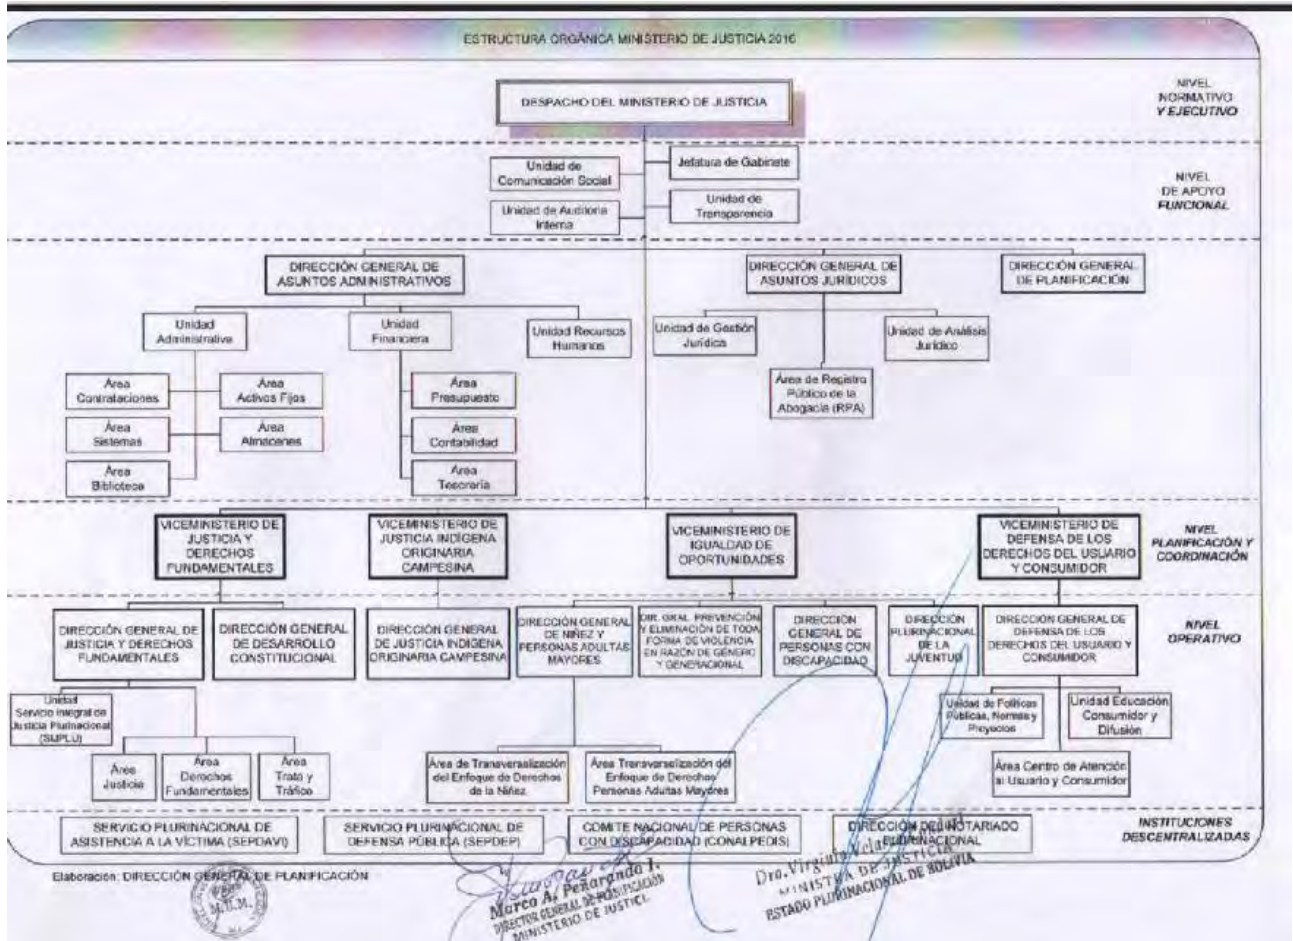 ESTRUCTURA ORGÁNICA MINISTERIO DE JUSTICIA 2016
DESPACHO DEL MINISTERIO DE JUSTICIA
NIVEL
NORMATIVO
Y EJECUTIVO
Unidad de
Comunicación Social
Jefatura de Gabinete
Unidad de Auditoria
Interna
Unidad de
Transparencia
NIVEL
DE APOYO
FUNCIONAL
DIRECCIÓN GENERAL DE
ASUNTOS ADMINISTRATIVOS
DIRECCIÓN GENERAL DE
ASUNTOS JURÍDICOS
DIRECCIÓN GENERAL
DE PLANIFICACIÓN
Unidad
Administrativa
Unidad
Financiera
Unidad Recursos
Humanos
Unidad de Gestión
Jurídica
Unidad de Análisis
Jurídico
Área de Registro
Público de la
Abogacía (RPA)
Área
Contrataciones
Área
Activos Fijos
Área
Presupuesto
Área
Sistemas
Área
Almacenes
Área
Contabilidad
Área
Biblioteca
Área
Tesorería
VICEMINISTERIO DE
JUSTICIA Y
DERECHOS
FUNDAMENTALES
VICEMINISTERIO DE
JUSTICIA INDÍGENA
ORIGINARIA
CAMPESINA
VICEMINISTERIO DE
IGUALDAD DE
OPORTUNIDADES
VICEMINISTERIO DE
DEFENSA DE LOS
DERECHOS DEL USUARIO
Y CONSUMIDOR
NIVEL
PLANIFICACIÓN Y
COORDINACIÓN
DIRECCIÓN GENERAL DE
JUSTICIA Y DERECHOS
FUNDAMENTALES
DIRECCIÓN GENERAL
DE DESARROLLO
CONSTITUCIONAL
DIRECCIÓN GENERAL
DE JUSTICIA INDÍGENA
ORIGINARIA CAMPESINA
DIRECCIÓN GENERAL
DE NIÑEZ Y
PERSONAS ADULTAS
MAYORES
DIR. GRAL. PREVENCIÓN
Y ELIMINACIÓN DE TODA
FORMA DE VIOLENCIA
EN RAZÓN DE GÉNERO
Y GENERACIONAL
DIRECCIÓN
GENERAL DE
PERSONAS CON
DISCAPACIDAD
DIRECCIÓN
PLURINACIONAL
DE LA
JUVENTUD
DIRECCIÓN GENERAL DE
DEFENSA DE LOS
DERECHOS DEL USUARIO Y
CONSUMIDOR
NIVEL
OPERATIVO
Unidad
Servicio Integral de
Justicia Plurinacional
(SIJPLU)
Unidad de Políticas
Públicas, Normas y
Proyectos
Unidad Educación
Consumidor y
Difusión
Área
Justicia
Área
Derechos
Fundamentales
Área
Trata y
Tráfico
Área de Transversalización
del Enfoque de Derechos
de la Niñez
Área Transversalización del
Enfoque de Derechos
Personas Adultas Mayores
Área Centro de Atención
al Usuario y Consumidor
SERVICIO PLURINACIONAL DE
ASISTENCIA A LA VÍCTIMA (SEPDAVI)
SERVICIO PLURINACIONAL DE
DEFENSA PÚBLICA (SEPDEP)
COMITE NACIONAL DE PERSONAS
CON DISCAPACIDAD (CONALPEDIS)
DIRECCIÓN DEL NOTARIADO
PLURINACIONAL
INSTITUCIONES
DESCENTRALIZADAS
Elaboración: DIRECCIÓN GENERAL DE PLANIFICACIÓN
Marco A. Peñaranda I.
DIRECTOR GENERAL DE PLANIFICACIÓN
MINISTERIO DE JUSTICIA
Dra. Virginia
MINISTRA DE JUSTICIA
ESTADO PLURINACIONAL DE BOLIVIA